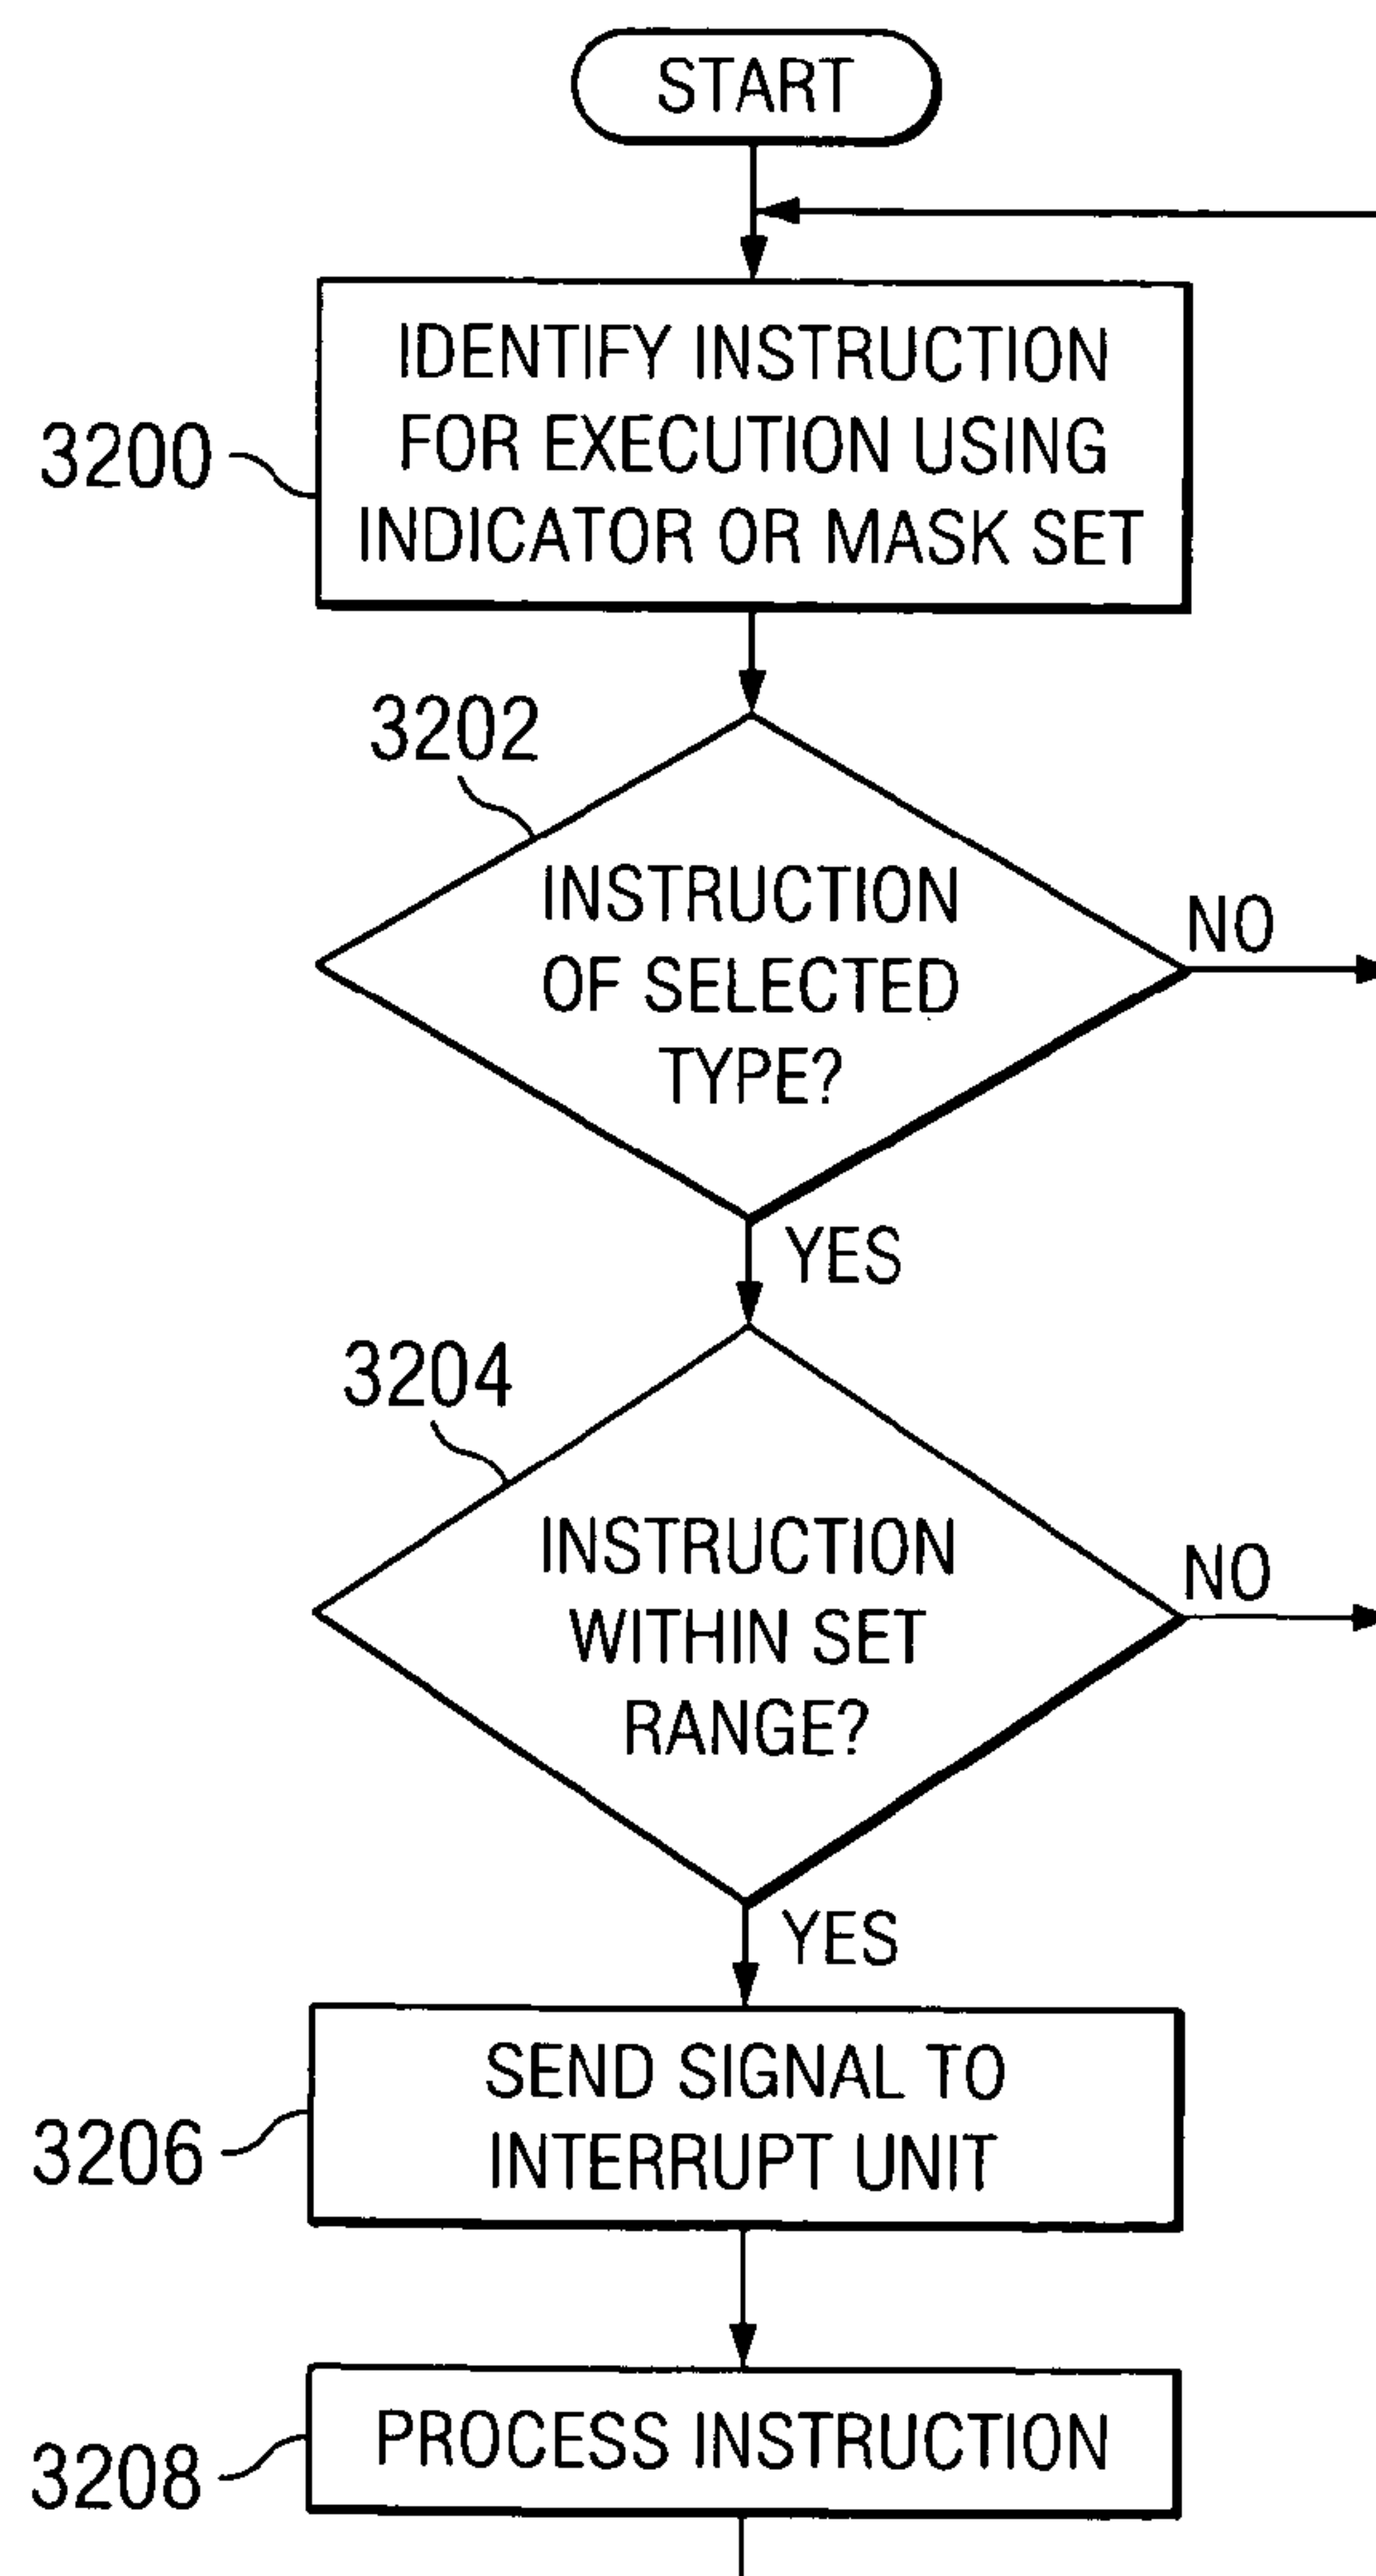 START
IDENTIFY INSTRUCTION
FOR EXECUTION USING
INDICATOR OR MASK SET
3200
3202
INSTRUCTION
OF SELECTED
TYPE?
NO
YES
3204
INSTRUCTION
WITHIN SET
RANGE?
NO
YES
SEND SIGNAL TO
INTERRUPT UNIT
3206
PROCESS INSTRUCTION
3208